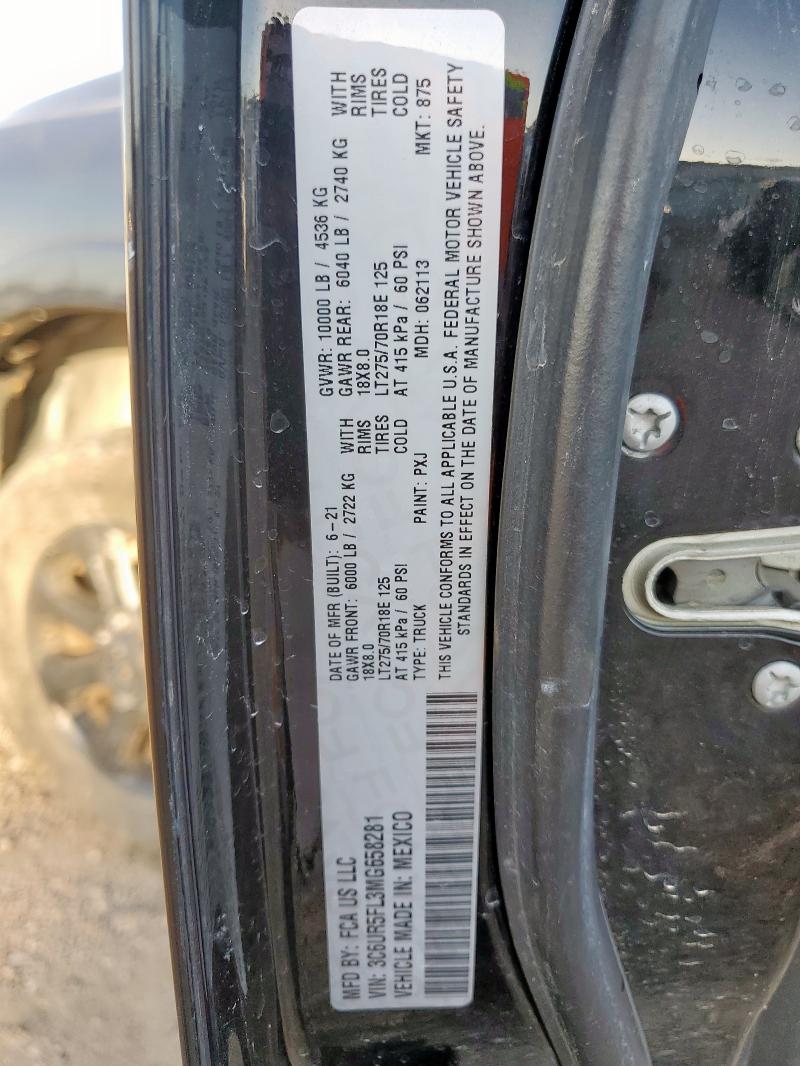 MFD BY: FCA US LLC
VIN: 3C6UR5FL3MG658281
VEHICLE MADE IN: MEXICO
DATE OF MFR (BUILT): 6-21 GVWR: 10000 LB / 4536 KG
GAWR FRONT: 6000 LB / 2722 KG WITH GAWR REAR: 6040 LB / 2740 KG WITH
18X8.0 RIMS 18X8.0 RIMS
LT275/70R18E 125 TIRES LT275/70R18E 125 TIRES
AT 415 kPa / 60 PSI COLD AT 415 kPa / 60 PSI COLD
TYPE: TRUCK PAINT: PXJ MDH: 062113 MKT: 875
THIS VEHICLE CONFORMS TO ALL APPLICABLE U.S.A. FEDERAL MOTOR VEHICLE SAFETY
STANDARDS IN EFFECT ON THE DATE OF MANUFACTURE SHOWN ABOVE.